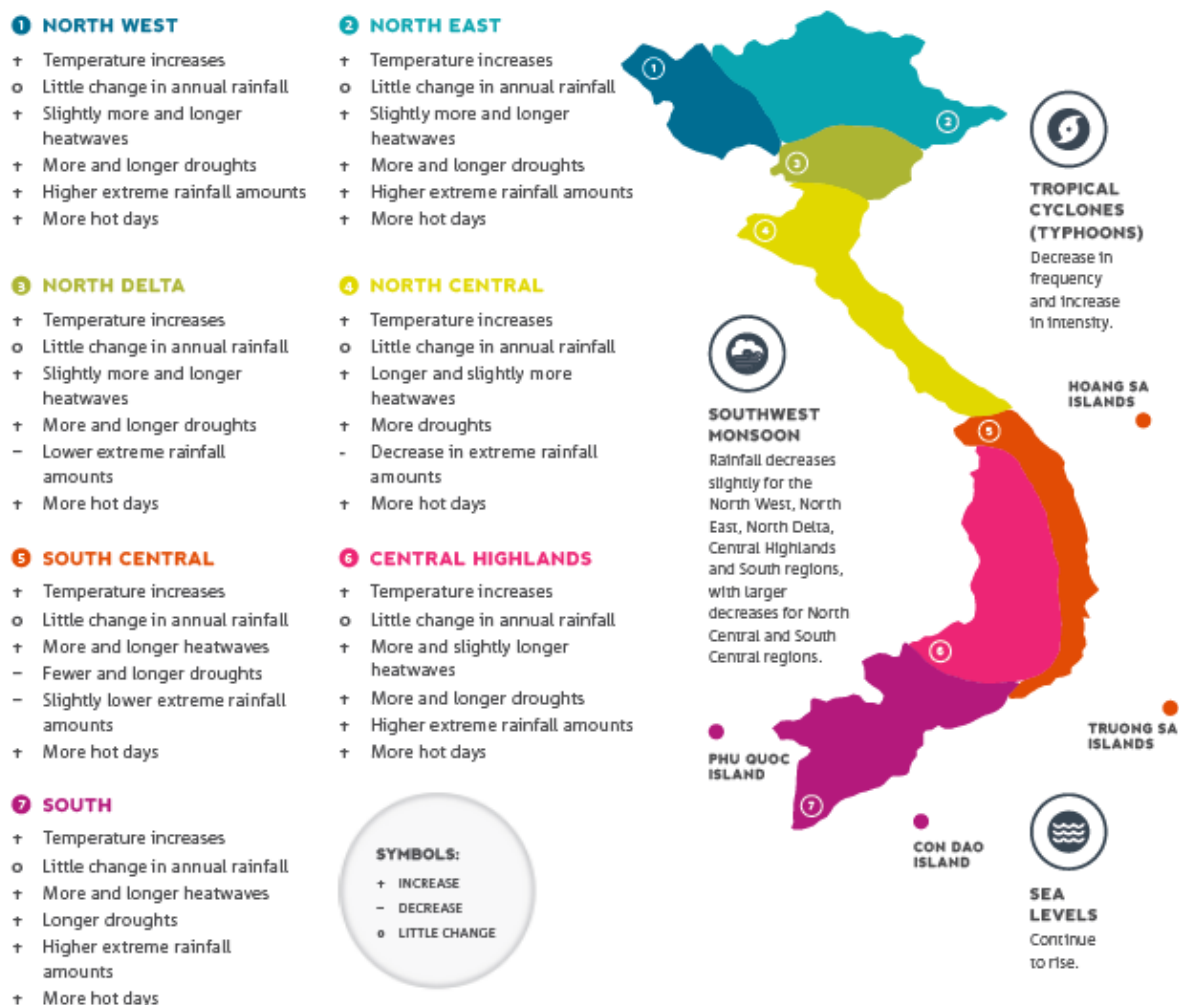 1 NORTH WEST
+ Temperature increases
o Little change in annual rainfall
+ Slightly more and longer
heatwaves
+ More and longer droughts
+ Higher extreme rainfall amounts
+ More hot days
2 NORTH EAST
+ Temperature increases
o Little change in annual rainfall
+ Slightly more and longer
heatwaves
+ More and longer droughts
+ Higher extreme rainfall amounts
+ More hot days
3 NORTH DELTA
+ Temperature increases
o Little change in annual rainfall
+ Slightly more and longer
heatwaves
+ More and longer droughts
– Lower extreme rainfall
amounts
+ More hot days
4 NORTH CENTRAL
+ Temperature increases
o Little change in annual rainfall
+ Longer and slightly more
heatwaves
+ More droughts
- Decrease in extreme rainfall
amounts
+ More hot days
5 SOUTH CENTRAL
+ Temperature increases
o Little change in annual rainfall
+ More and longer heatwaves
– Fewer and longer droughts
– Slightly lower extreme rainfall
amounts
+ More hot days
6 CENTRAL HIGHLANDS
+ Temperature increases
o Little change in annual rainfall
+ More and slightly longer
heatwaves
+ More and longer droughts
+ Higher extreme rainfall amounts
+ More hot days
7 SOUTH
+ Temperature increases
o Little change in annual rainfall
+ More and longer heatwaves
+ Longer droughts
+ Higher extreme rainfall
amounts
+ More hot days
SYMBOLS:
+ INCREASE
– DECREASE
o LITTLE CHANGE
1
2
3
4
5
6
7
TROPICAL
CYCLONES
(TYPHOONS)
Decrease in
frequency
and increase
in intensity.
SOUTHWEST
MONSOON
Rainfall decreases
slightly for the
North West, North
East, North Delta,
Central Highlands
and South regions,
with larger
decreases for North
Central and South
Central regions.
HOANG SA
ISLANDS
TRUONG SA
ISLANDS
PHU QUOC
ISLAND
CON DAO
ISLAND
SEA
LEVELS
Continue
to rise.